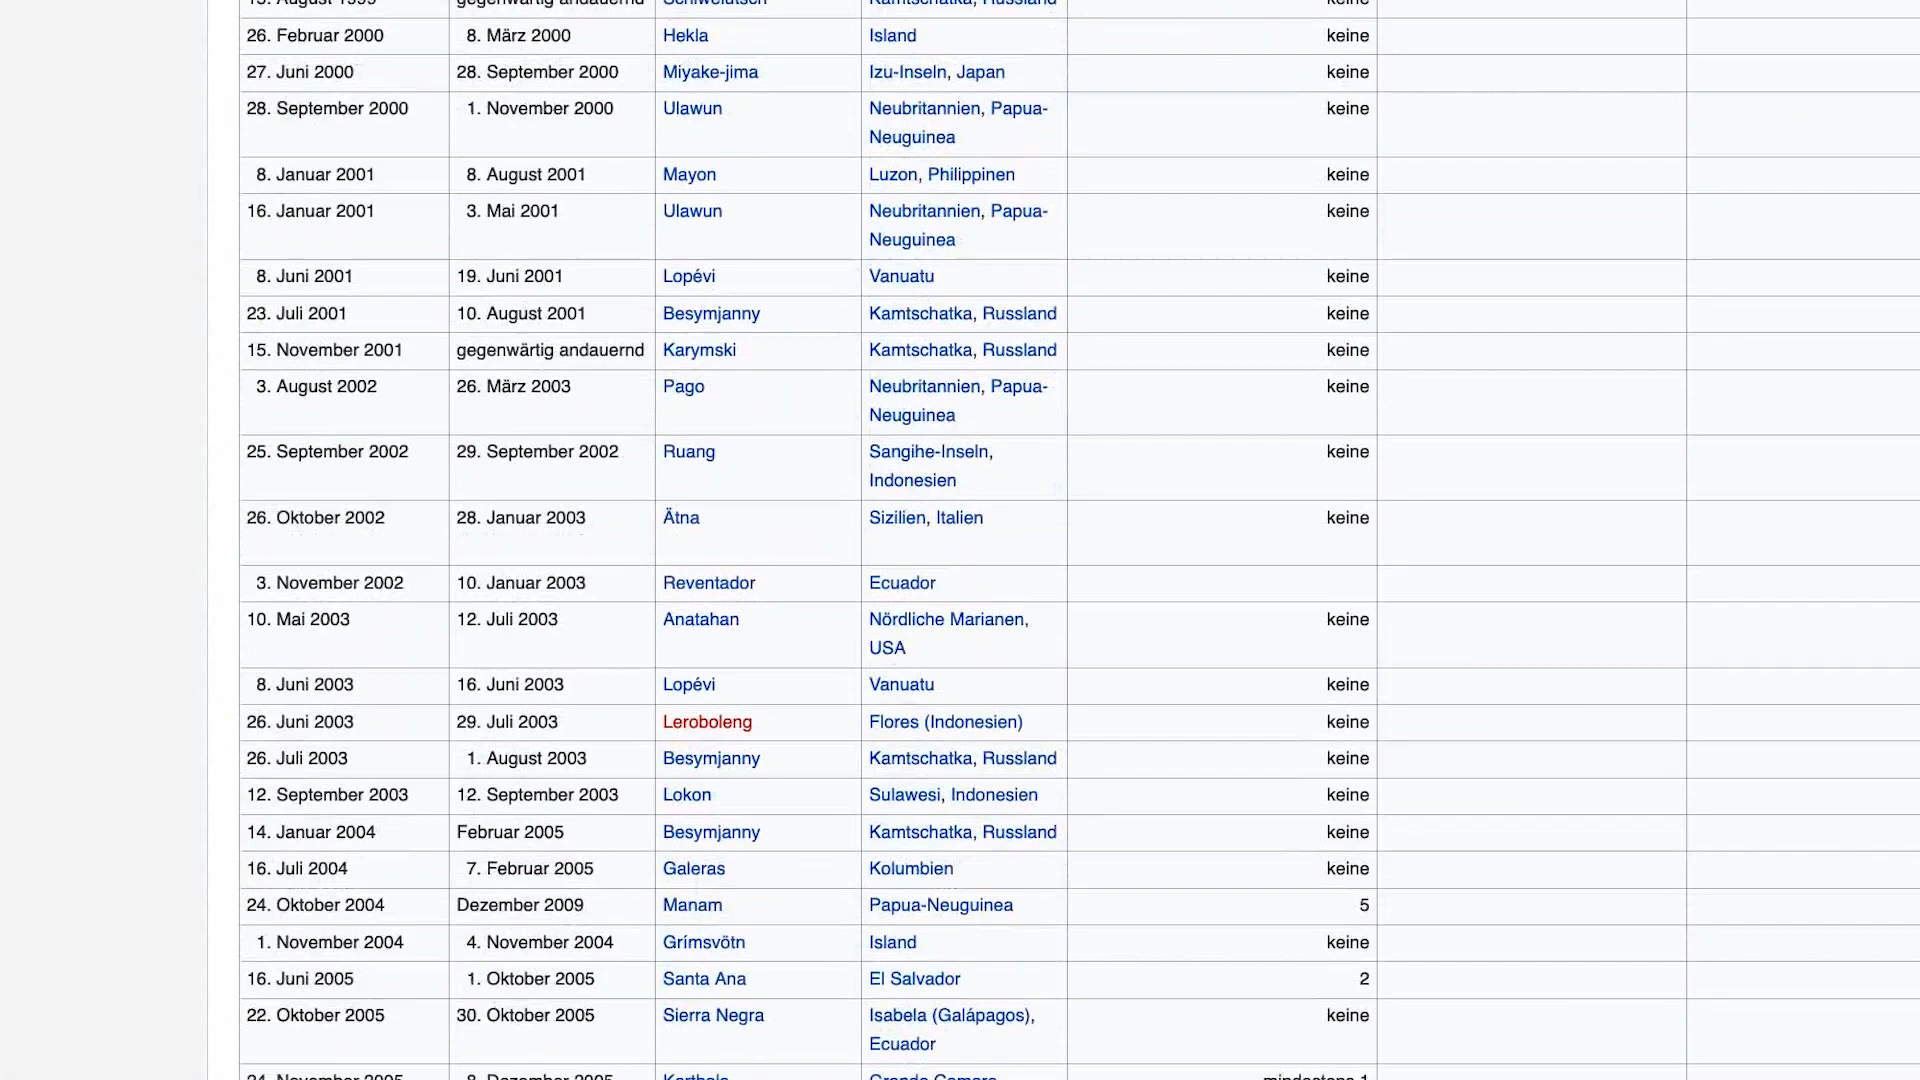 26. Februar 2000 8. März 2000 Hekla Island keine
27. Juni 2000 28. September 2000 Miyake-jima Izu-Inseln, Japan keine
28. September 2000 1. November 2000 Ulawun Neubritannien, Papua-
Neuguinea keine
8. Januar 2001 8. August 2001 Mayon Luzon, Philippinen keine
16. Januar 2001 3. Mai 2001 Ulawun Neubritannien, Papua-
Neuguinea keine
8. Juni 2001 19. Juni 2001 Lopévi Vanuatu keine
23. Juli 2001 10. August 2001 Besymjanny Kamtschatka, Russland keine
15. November 2001 gegenwärtig andauernd Karymski Kamtschatka, Russland keine
3. August 2002 26. März 2003 Pago Neubritannien, Papua-
Neuguinea keine
25. September 2002 29. September 2002 Ruang Sangihe-Inseln,
Indonesien keine
26. Oktober 2002 28. Januar 2003 Ätna Sizilien, Italien keine
3. November 2002 10. Januar 2003 Reventador Ecuador
10. Mai 2003 12. Juli 2003 Anatahan Nördliche Marianen,
USA keine
8. Juni 2003 16. Juni 2003 Lopévi Vanuatu keine
26. Juni 2003 29. Juli 2003 Leroboleng Flores (Indonesien) keine
26. Juli 2003 1. August 2003 Besymjanny Kamtschatka, Russland keine
12. September 2003 12. September 2003 Lokon Sulawesi, Indonesien keine
14. Januar 2004 Februar 2005 Besymjanny Kamtschatka, Russland keine
16. Juli 2004 7. Februar 2005 Galeras Kolumbien keine
24. Oktober 2004 Dezember 2009 Manam Papua-Neuguinea 5
1. November 2004 4. November 2004 Grímsvötn Island keine
16. Juni 2005 1. Oktober 2005 Santa Ana El Salvador 2
22. Oktober 2005 30. Oktober 2005 Sierra Negra Isabela (Galápagos),
Ecuador keine